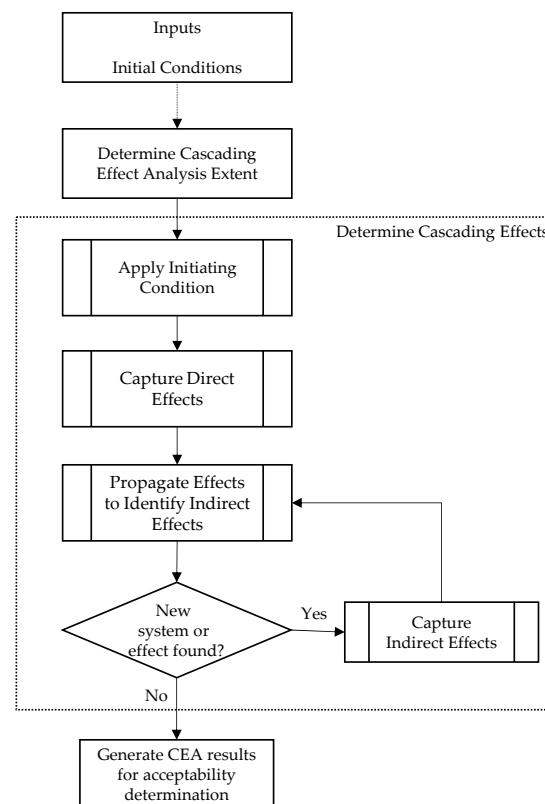 Inputs
Initial Conditions
Determine Cascading
Effect Analysis Extent
Determine Cascading Effects
Apply Initiating
Condition
Capture Direct
Effects
Propagate Effects
to Identify Indirect
Effects
New
system or
effect found?
Yes
Capture
Indirect Effects
No
Generate CEA results
for acceptability
determination